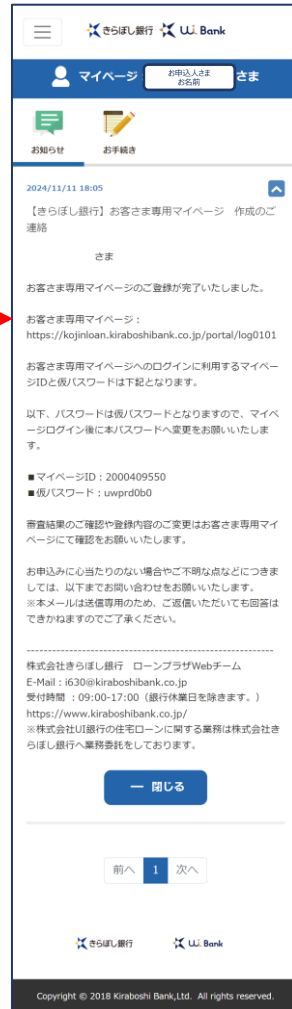 きらぼし銀行 UI Bank
マイページ お申込人さま
お名前 さま
お知らせ お手続き
2024/11/11 18:05
【きらぼし銀行】お客さま専用マイページ 作成のご
連絡
さま
お客さま専用マイページのご登録が完了いたしました。
お客さま専用マイページ：
https://kojinloan.kiraboshibank.co.jp/portal/log0101
お客さま専用マイページへのログインに利用するマイペー
ジIDと仮パスワードは下記となります。
以下、パスワードは仮パスワードとなりますので、マイペ
ージログイン後に本パスワードへ変更をお願いいたしま
す。
■マイページID：2000409550
■仮パスワード：uwprd0b0
審査結果のご確認や登録内容のご変更はお客さま専用マイ
ページにて確認をお願いいたします。
お申込みに心当たりのない場合やご不明な点などにつきま
しては、以下までお問い合わせをお願いいたします。
※本メールは送信専用のため、ご返信いただいても回答は
できかねますのでご了承ください。
--------------------------------------------------------
株式会社きらぼし銀行 ローンプラザWebチーム
E-Mail：i630@kiraboshibank.co.jp
受付時間：09:00-17:00（銀行休業日を除きます。）
https://www.kiraboshibank.co.jp/
※株式会社UI銀行の住宅ローンに関する業務は株式会社き
らぼし銀行へ業務委託をしております。
― 閉じる
前へ 1 次へ
きらぼし銀行 UI Bank
Copyright © 2018 Kiraboshi Bank,Ltd. All rights reserved.